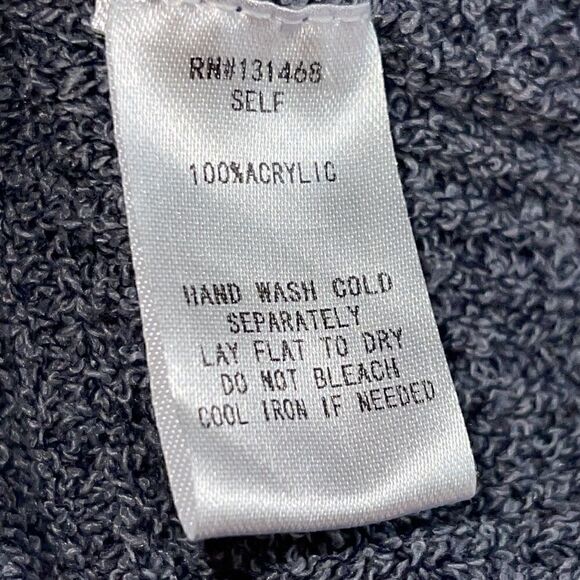 RN#131468
SELF
100%ACRYLIC
HAND WASH COLD
SEPARATELY
LAY FLAT TO DRY
DO NOT BLEACH
COOL IRON IF NEEDED